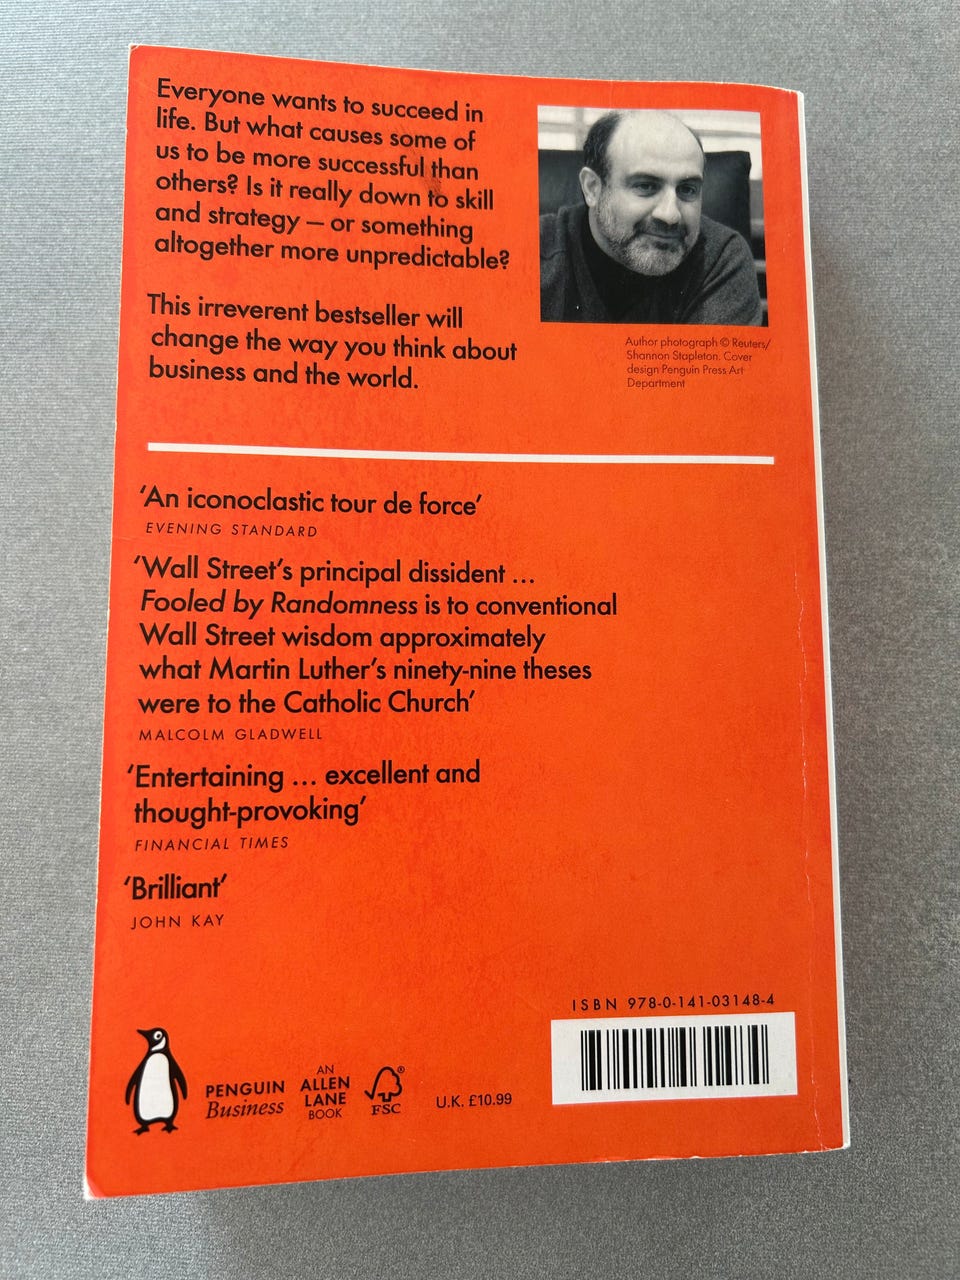 Everyone wants to succeed in
life. But what causes some of
us to be more successful than
others? Is it really down to skill
and strategy – or something
altogether more unpredictable?
This irreverent bestseller will
change the way you think about
business and the world.
Author photograph © Reuters/
Shannon Stapleton. Cover
design Penguin Press Art
Department
‘An iconoclastic tour de force’
EVENING STANDARD
‘Wall Street’s principal dissident ...
Fooled by Randomness is to conventional
Wall Street wisdom approximately
what Martin Luther’s ninety-nine theses
were to the Catholic Church’
MALCOLM GLADWELL
‘Entertaining ... excellent and
thought-provoking’
FINANCIAL TIMES
‘Brilliant’
JOHN KAY
ISBN 978-0-141-03148-4
PENGUIN
Business
AN
ALLEN
LANE
BOOK
®
FSC
U.K. £10.99